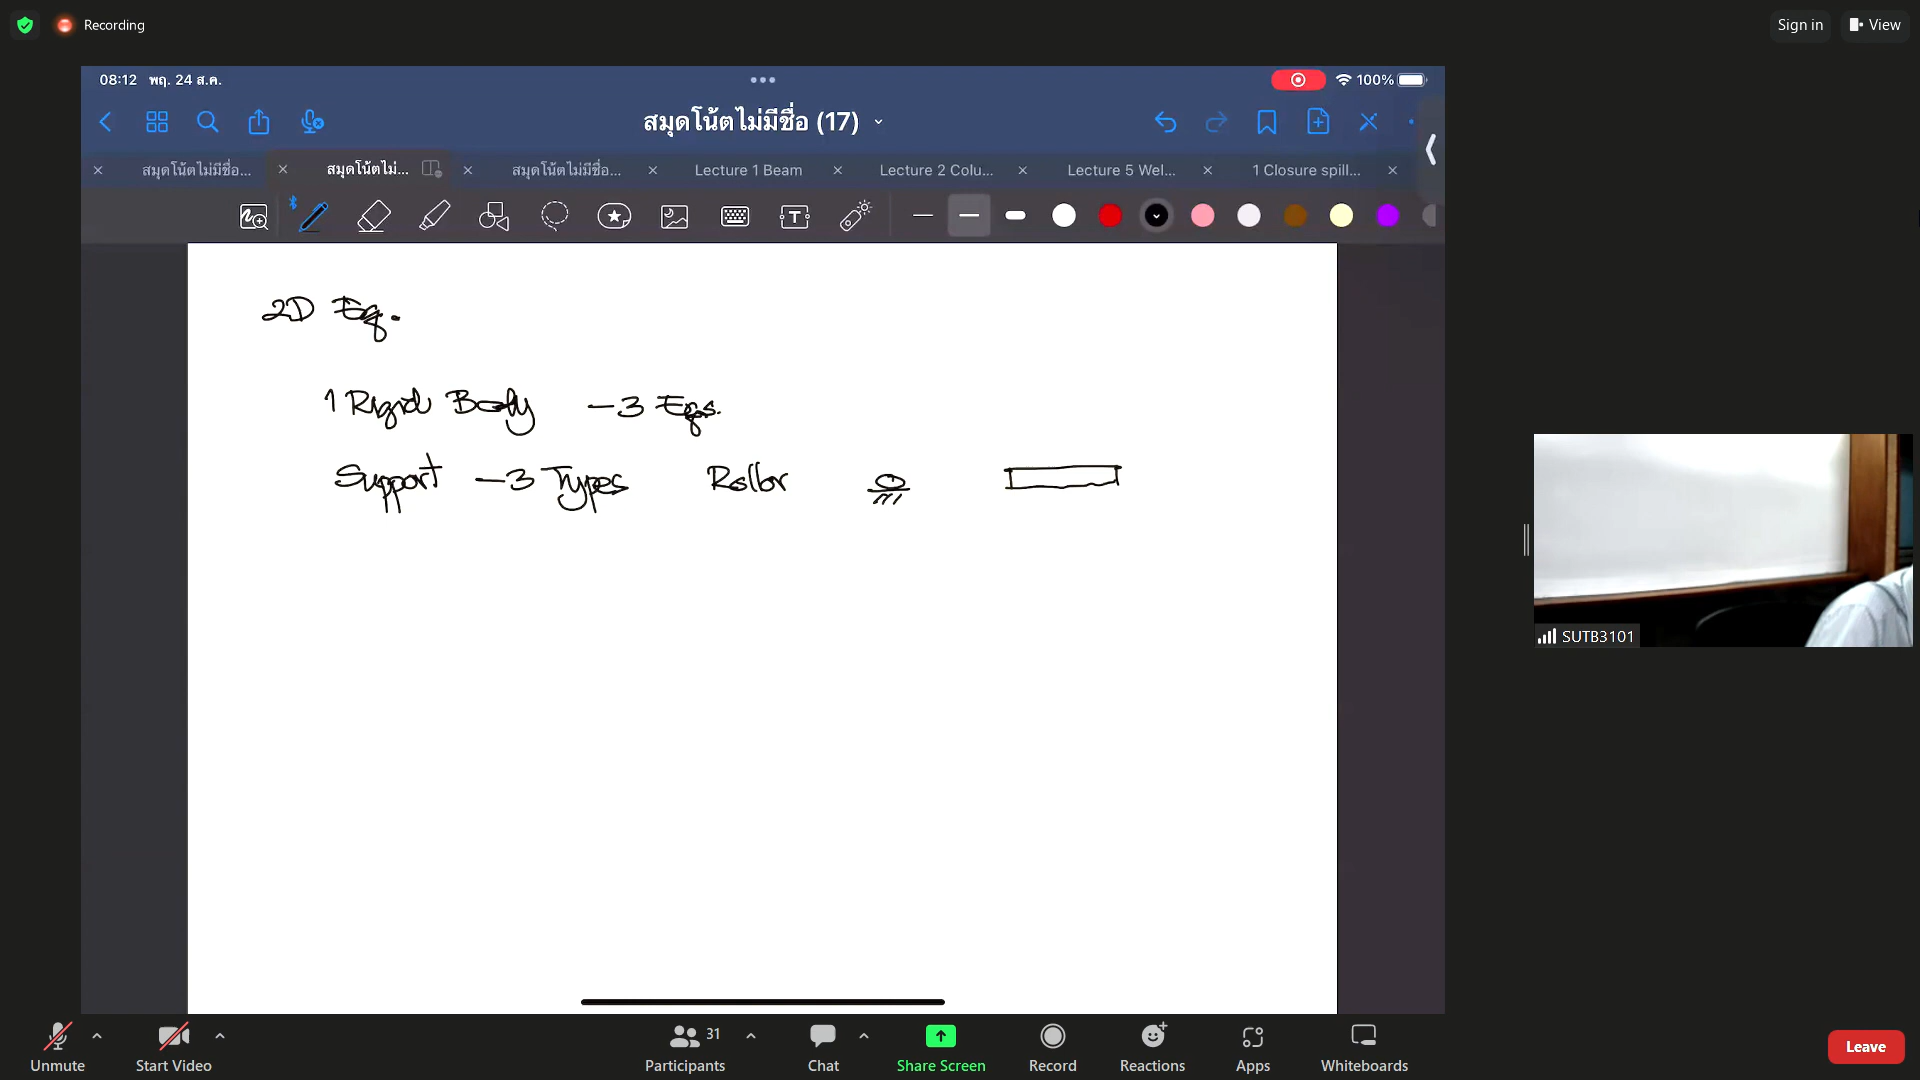 Recording
Sign in
View
08:12 พฤ. 24 ส.ค.
100%
สมุดโน้ตไม่มีชื่อ (17)
สมุดโน้ตไม่มีชื่อ...
สมุดโน้ตไม่...
สมุดโน้ตไม่มีชื่อ...
Lecture 1 Beam
Lecture 2 Colu...
Lecture 5 Wel...
1 Closure spill...
T
2D Eq.
1 Rigid Body — 3 Eqs.
Support — 3 Types Roller
SUTB3101
Unmute
Start Video
31
Participants
Chat
Share Screen
Record
Reactions
Apps
Whiteboards
Leave